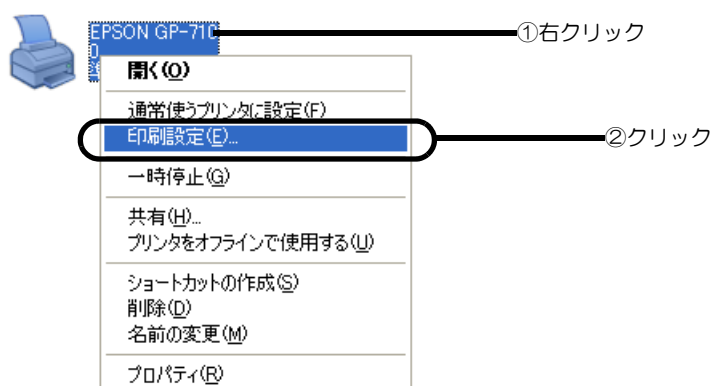 EPSON GP-710
0
①右クリック
開く(O)
通常使うプリンタに設定(F)
印刷設定(E)...
②クリック
一時停止(G)
共有(H)...
プリンタをオフラインで使用する(U)
ショートカットの作成(S)
削除(D)
名前の変更(M)
プロパティ(R)